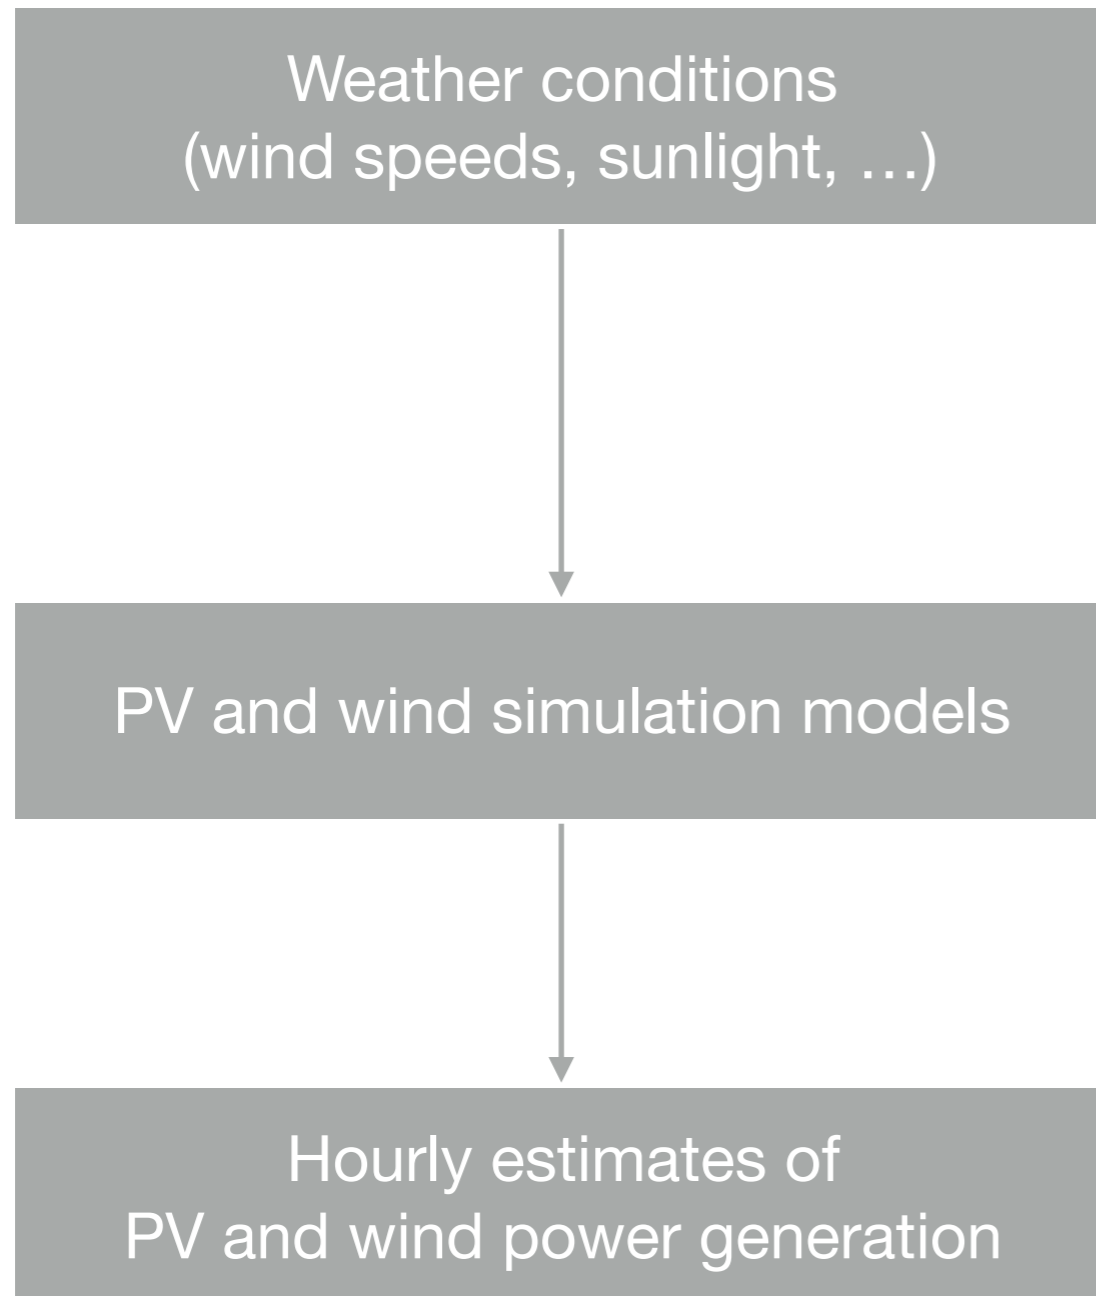 Weather conditions
(wind speeds, sunlight, …)
PV and wind simulation models
Hourly estimates of
PV and wind power generation